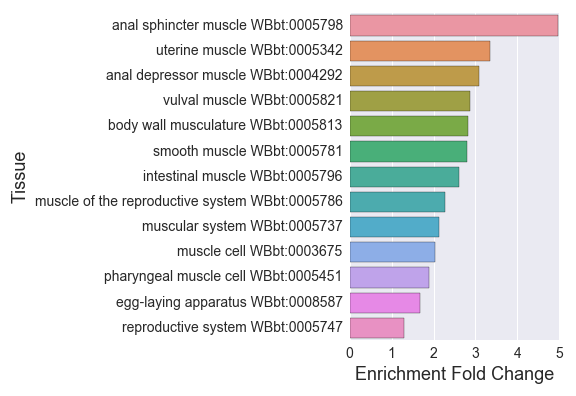 anal sphincter muscle WBbt:0005798
uterine muscle WBbt:0005342
anal depressor muscle WBbt:0004292
vulval muscle WBbt:0005821
body wall musculature WBbt:0005813
smooth muscle WBbt:0005781
intestinal muscle WBbt:0005796
muscle of the reproductive system WBbt:0005786
muscular system WBbt:0005737
muscle cell WBbt:0003675
pharyngeal muscle cell WBbt:0005451
egg-laying apparatus WBbt:0008587
reproductive system WBbt:0005747
Tissue
0 1 2 3 4 5
Enrichment Fold Change